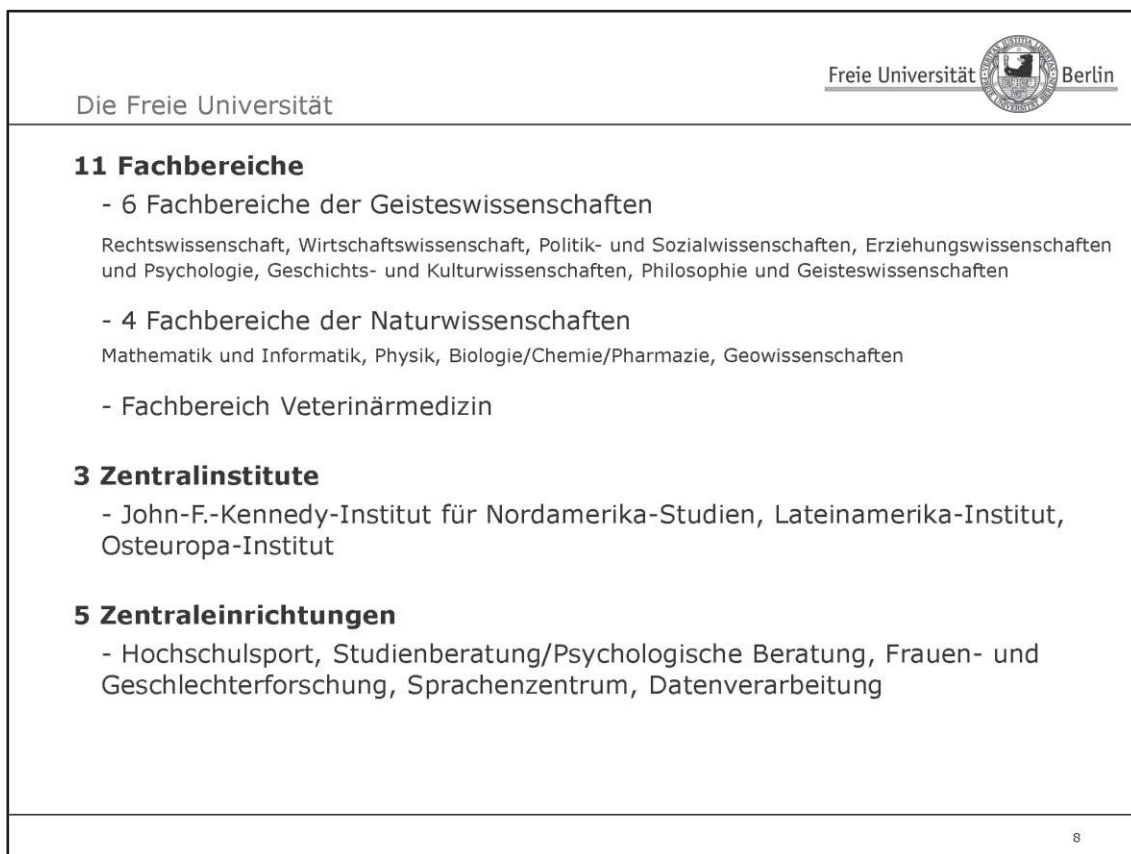 Freie Universität Berlin
Die Freie Universität
11 Fachbereiche
- 6 Fachbereiche der Geisteswissenschaften
Rechtswissenschaft, Wirtschaftswissenschaft, Politik- und Sozialwissenschaften, Erziehungswissenschaften
und Psychologie, Geschichts- und Kulturwissenschaften, Philosophie und Geisteswissenschaften
- 4 Fachbereiche der Naturwissenschaften
Mathematik und Informatik, Physik, Biologie/Chemie/Pharmazie, Geowissenschaften
- Fachbereich Veterinärmedizin
3 Zentralinstitute
- John-F.-Kennedy-Institut für Nordamerika-Studien, Lateinamerika-Institut,
Osteuropa-Institut
5 Zentraleinrichtungen
- Hochschulsport, Studienberatung/Psychologische Beratung, Frauen- und
Geschlechterforschung, Sprachenzentrum, Datenverarbeitung
8